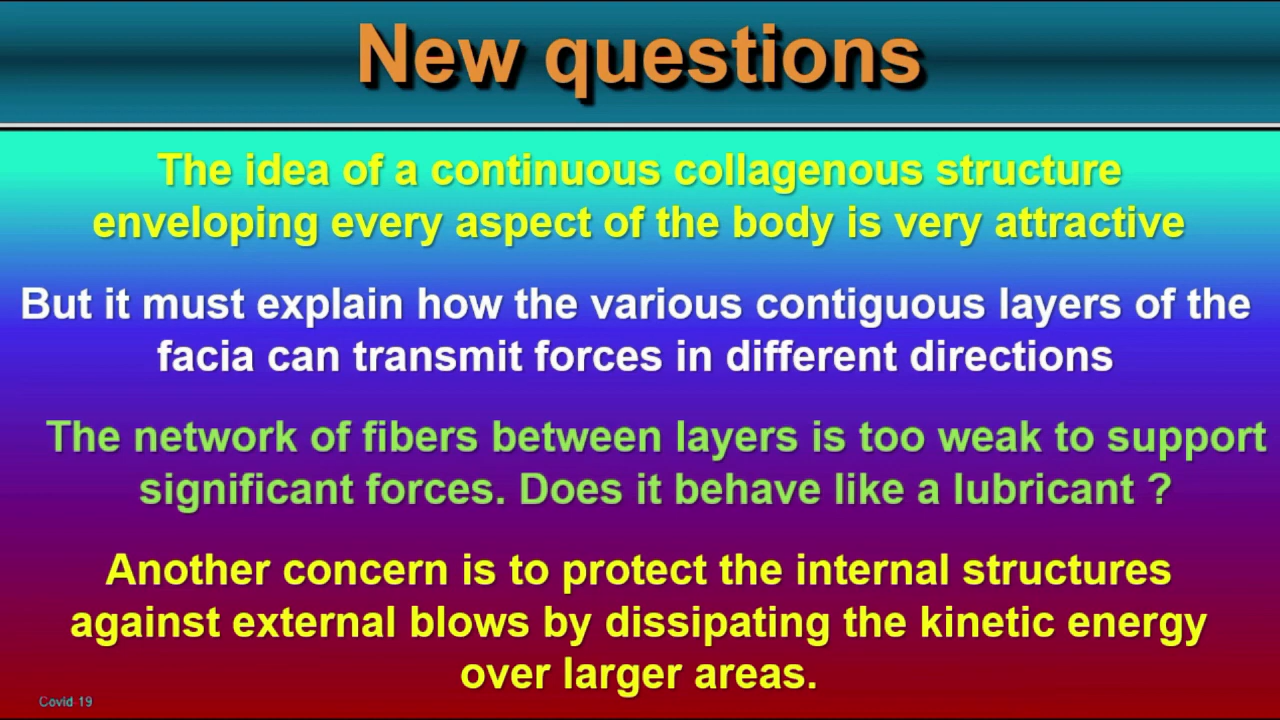 New questions
The idea of a continuous collagenous structure
enveloping every aspect of the body is very attractive
But it must explain how the various contiguous layers of the
facia can transmit forces in different directions
The network of fibers between layers is too weak to support
significant forces. Does it behave like a lubricant ?
Another concern is to protect the internal structures
against external blows by dissipating the kinetic energy
over larger areas.
Covid-19